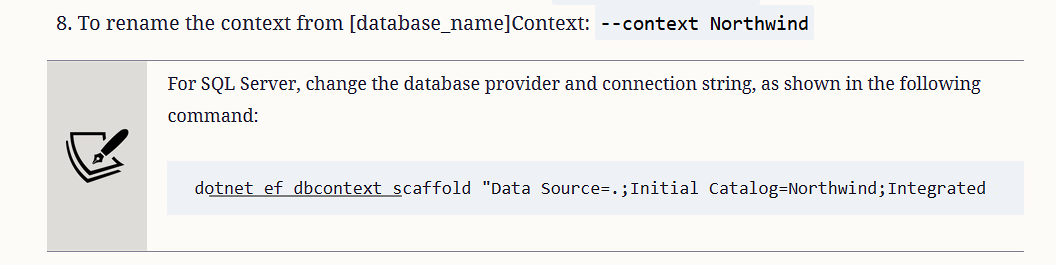 8. To rename the context from [database_name]Context: --context Northwind
For SQL Server, change the database provider and connection string, as shown in the following
command:
dotnet ef dbcontext scaffold "Data Source=.;Initial Catalog=Northwind;Integrated